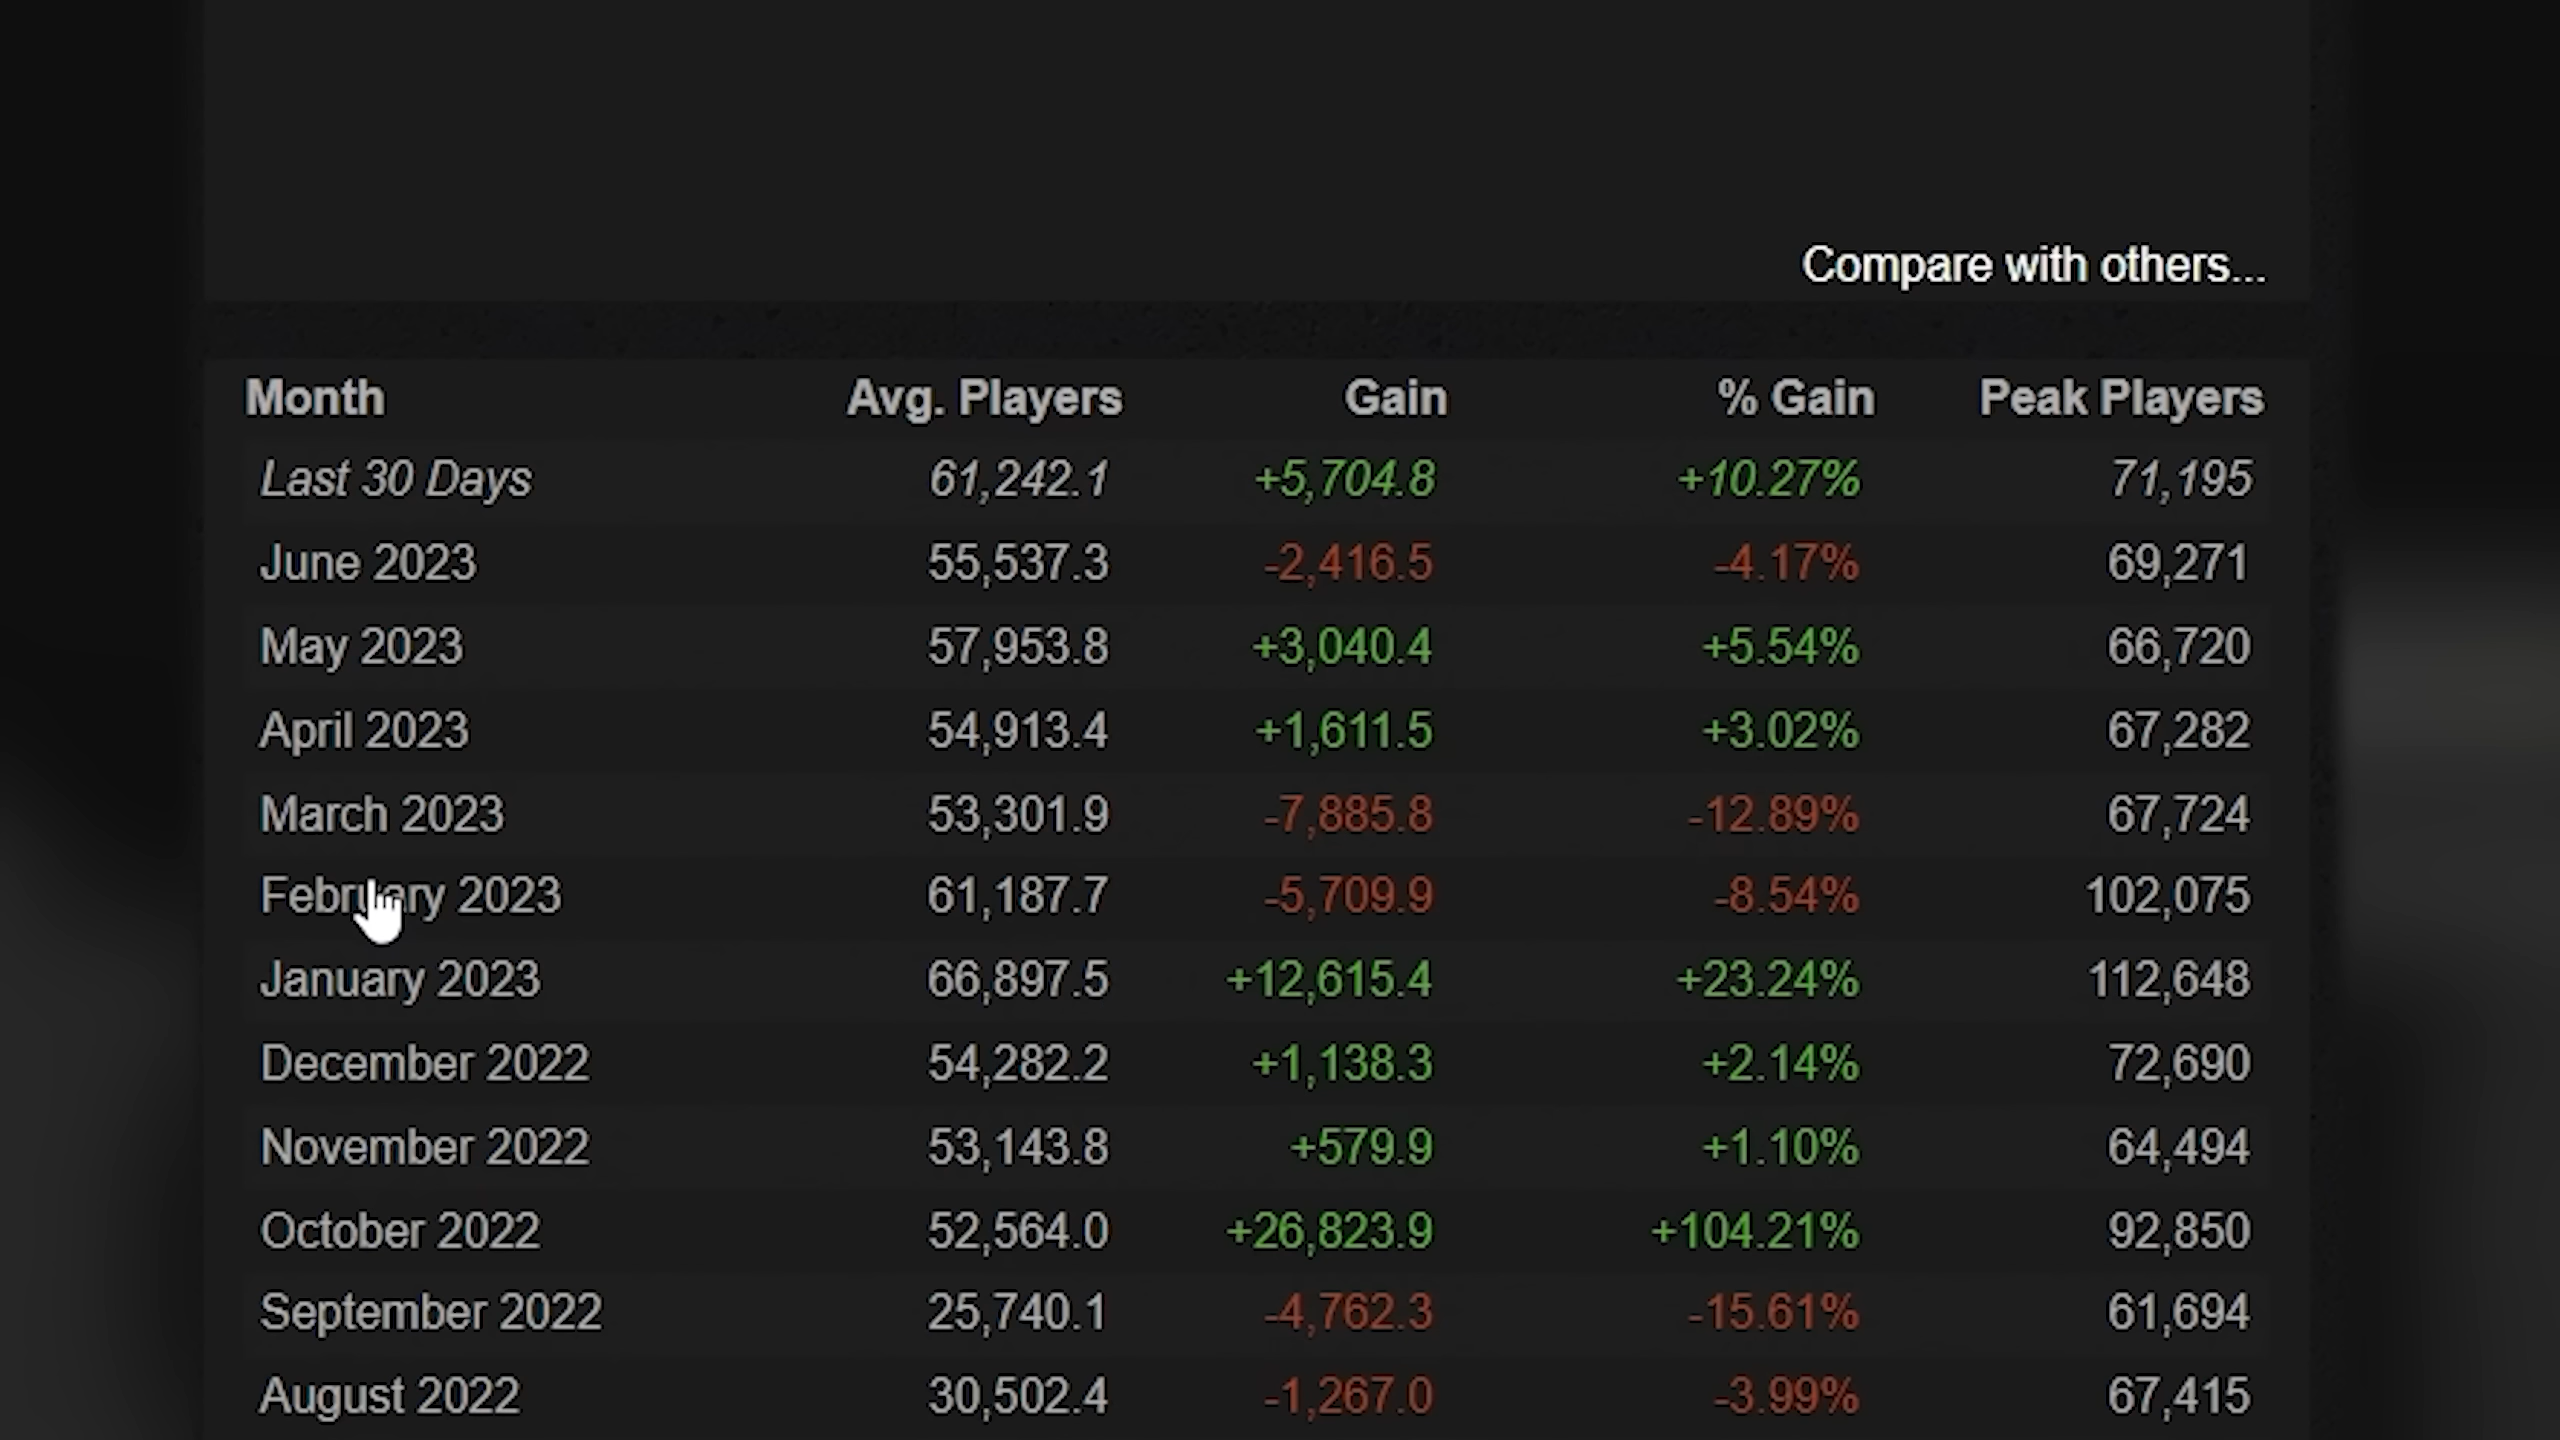 Compare with others...
Month Avg. Players Gain % Gain Peak Players
Last 30 Days 61,242.1 +5,704.8 +10.27% 71,195
June 2023 55,537.3 -2,416.5 -4.17% 69,271
May 2023 57,953.8 +3,040.4 +5.54% 66,720
April 2023 54,913.4 +1,611.5 +3.02% 67,282
March 2023 53,301.9 -7,885.8 -12.89% 67,724
February 2023 61,187.7 -5,709.9 -8.54% 102,075
January 2023 66,897.5 +12,615.4 +23.24% 112,648
December 2022 54,282.2 +1,138.3 +2.14% 72,690
November 2022 53,143.8 +579.9 +1.10% 64,494
October 2022 52,564.0 +26,823.9 +104.21% 92,850
September 2022 25,740.1 -4,762.3 -15.61% 61,694
August 2022 30,502.4 -1,267.0 -3.99% 67,415